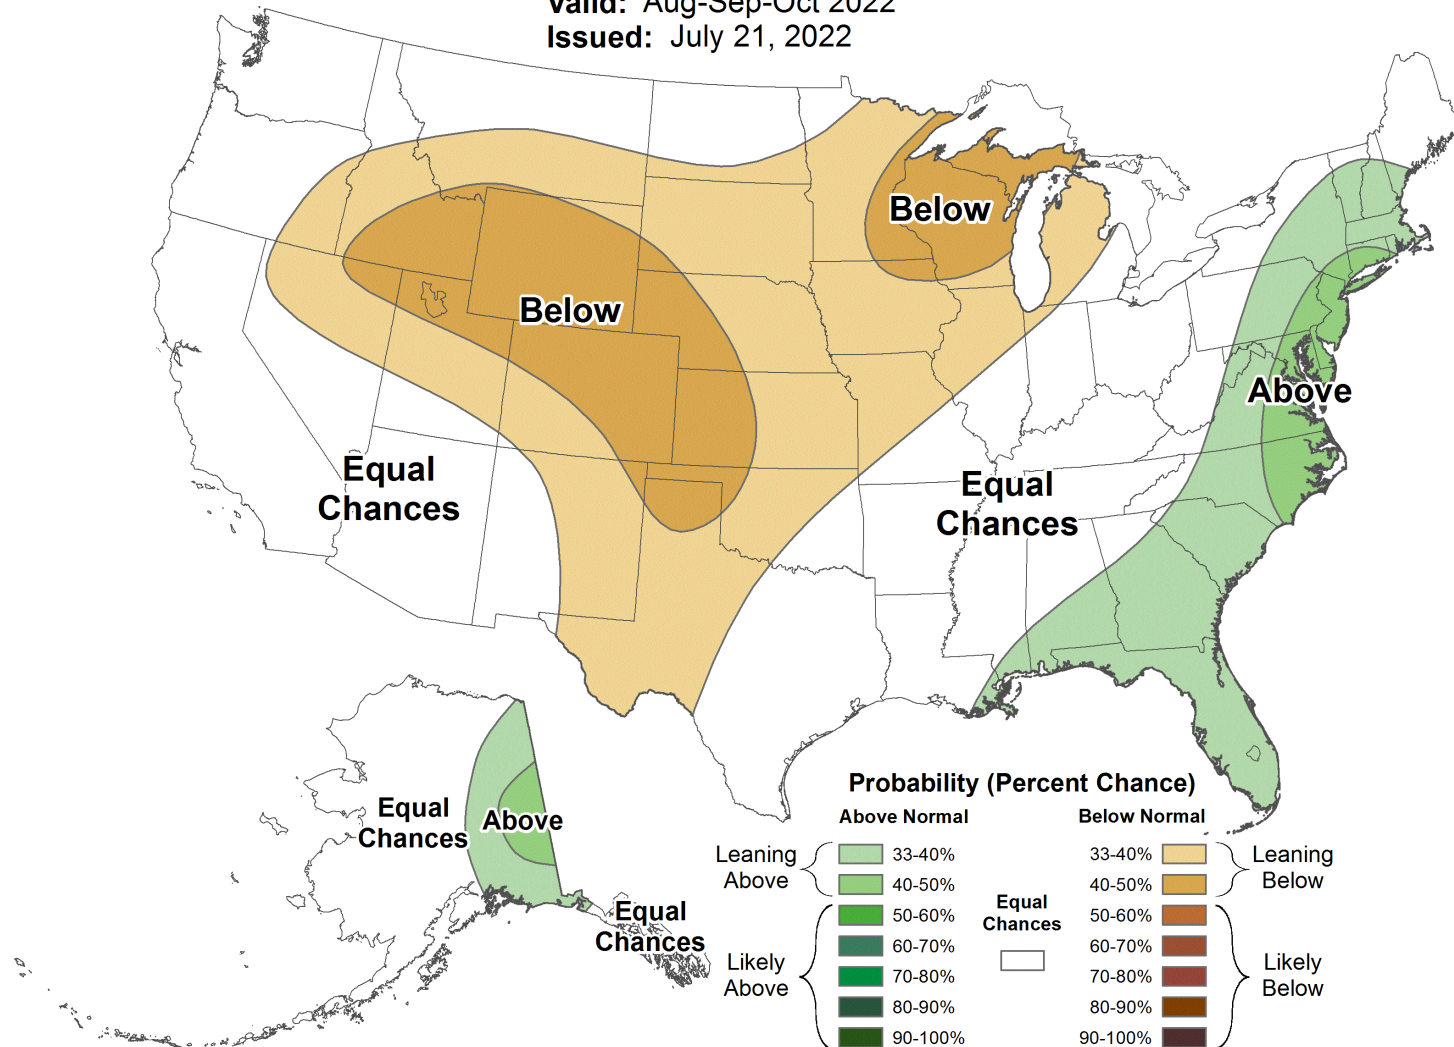 Valid: Aug-Sep-Oct 2022
Issued: July 21, 2022
Below
Below
Above
Equal
Chances
Equal
Chances
Equal
Chances
Above
Equal
Chances
Probability (Percent Chance)
Above Normal
Below Normal
Leaning
Above
33-40%
40-50%
Likely
Above
50-60%
60-70%
70-80%
80-90%
90-100%
Equal
Chances
33-40%
40-50%
Leaning
Below
50-60%
60-70%
70-80%
80-90%
90-100%
Likely
Below